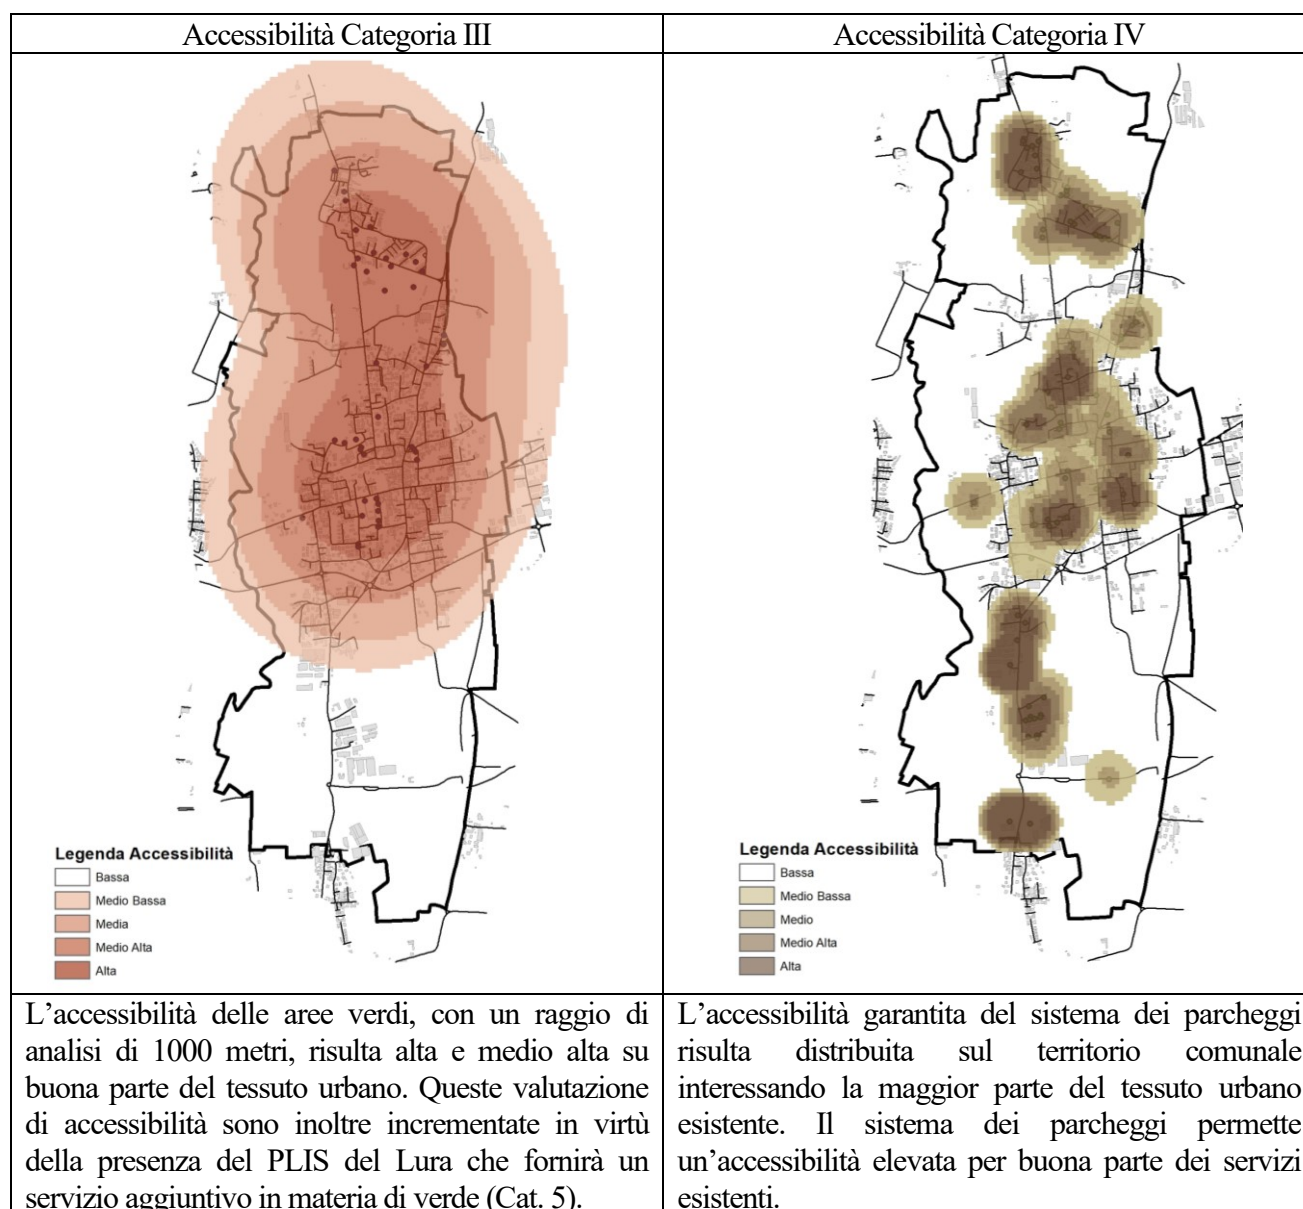 Accessibilità Categoria III
Accessibilità Categoria IV
Legenda Accessibilità
Bassa
Medio Bassa
Media
Medio Alta
Alta
Legenda Accessibilità
Bassa
Medio Bassa
Medio
Medio Alta
Alta
L’accessibilità delle aree verdi, con un raggio di
analisi di 1000 metri, risulta alta e medio alta su
buona parte del tessuto urbano. Queste valutazione
di accessibilità sono inoltre incrementate in virtù
della presenza del PLIS del Lura che fornirà un
servizio aggiuntivo in materia di verde (Cat. 5).
L’accessibilità garantita del sistema dei parcheggi
risulta distribuita sul territorio comunale
interessando la maggior parte del tessuto urbano
esistente. Il sistema dei parcheggi permette
un’accessibilità elevata per buona parte dei servizi
esistenti.